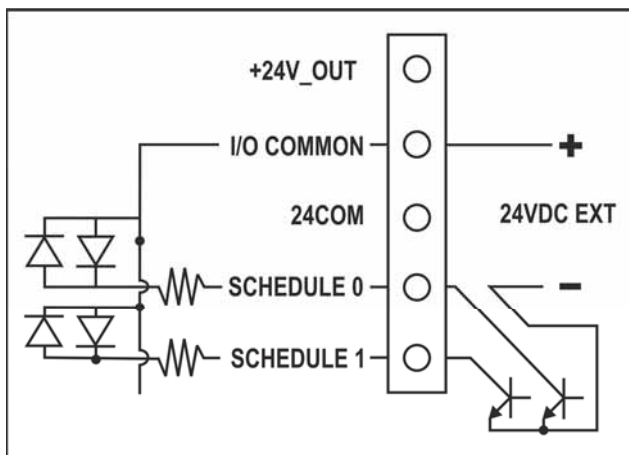 +24V_OUT
I/O COMMON
+
24COM
24VDC EXT
SCHEDULE 0
-
SCHEDULE 1